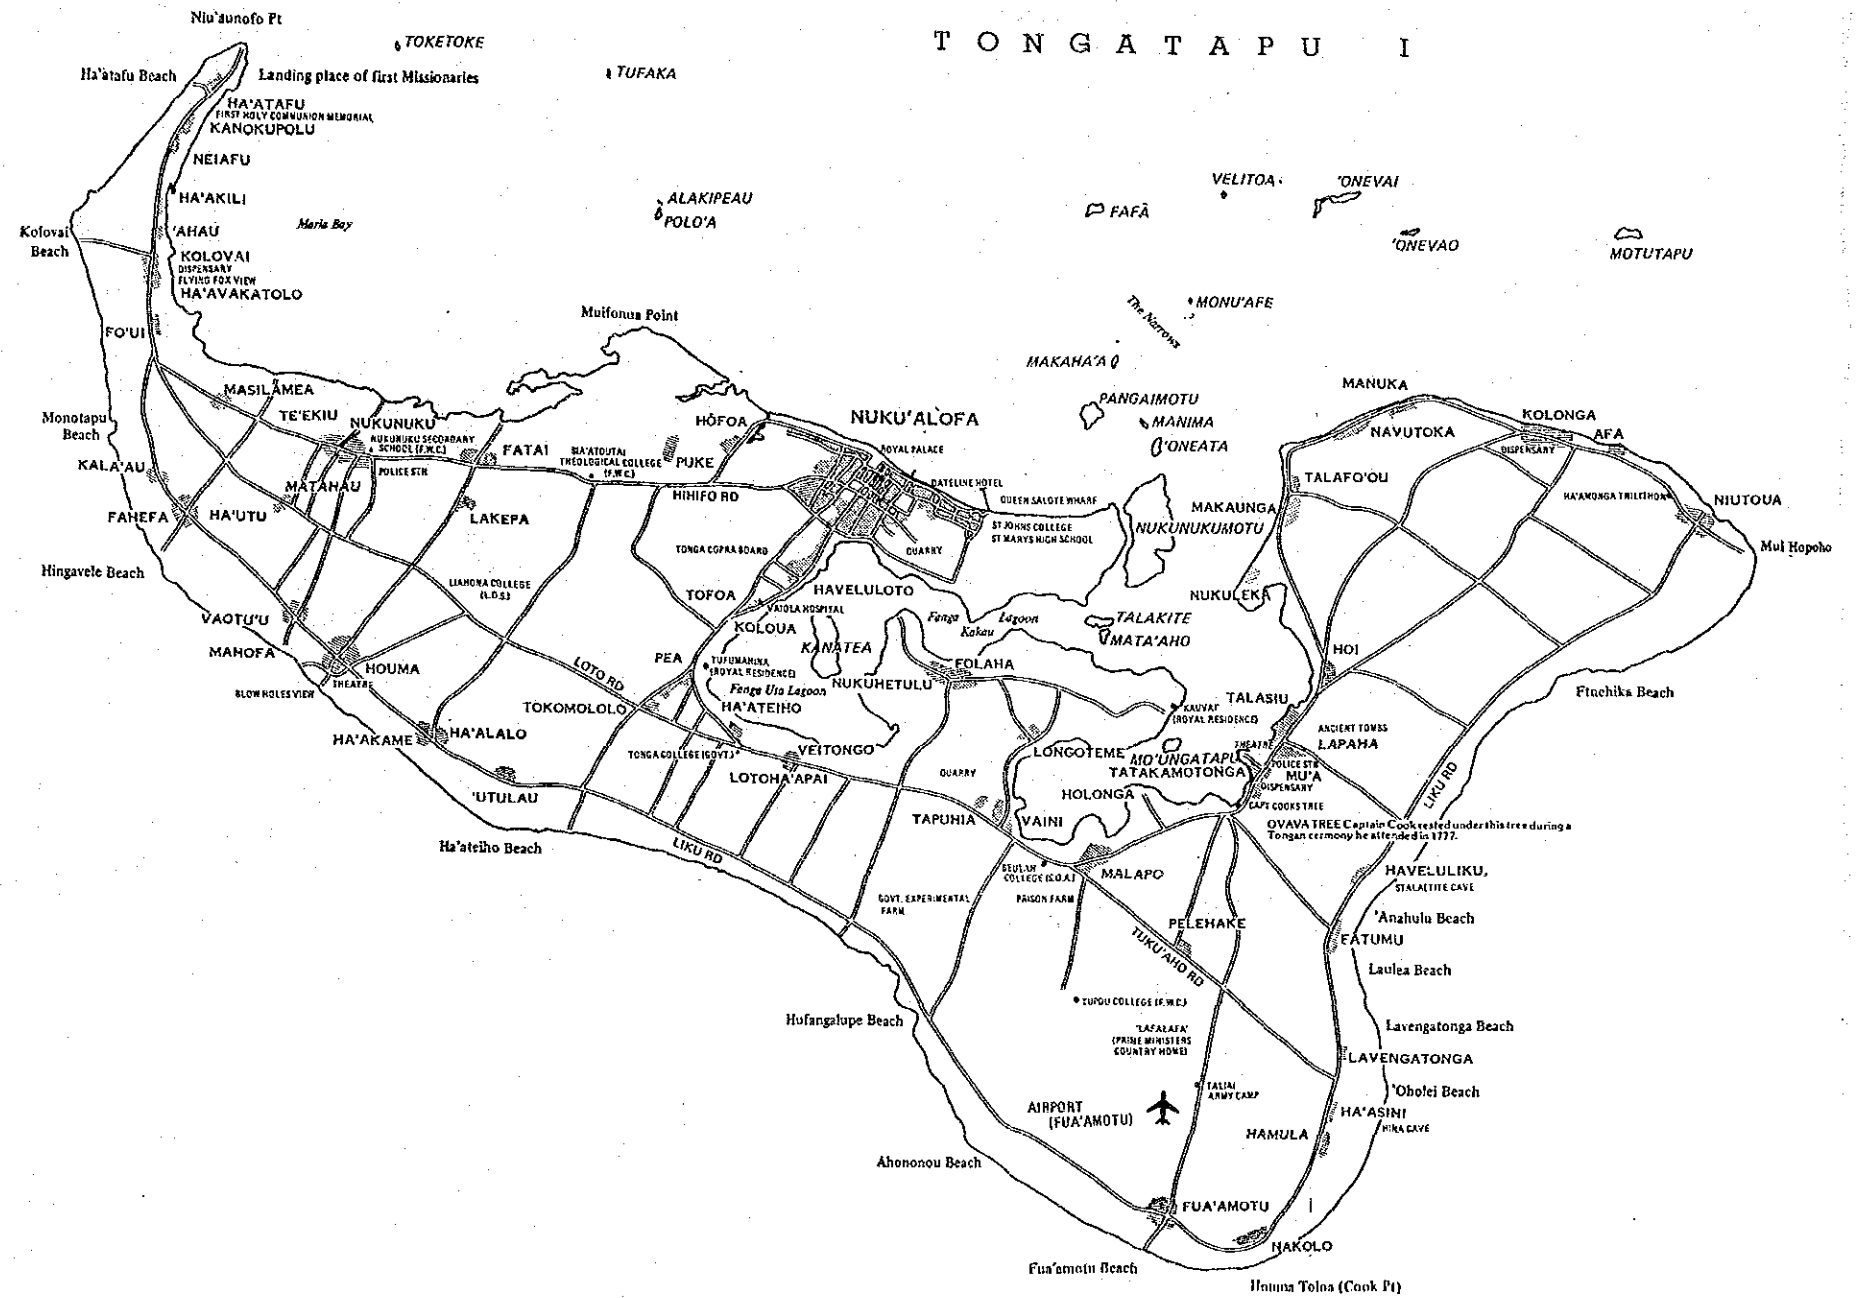 Niu'aunofo Pt
TOKETOKE
TONGATAPU I
Ha'atafu Beach
Landing place of first Missionaries
TUFAKA
HA'ATAFU
FIRST HOLY COMMUNION MEMORIAL
KANOKUPOLU
NEIAFU
HA'AKILI
'AHAU
Maria Bay
ALAKIPEAU
POLO'A
VELITOA
'ONEVAI
FAFÀ
'ONEVAO
MOTUTAPU
Kofovai
Beach
KOLOVAI
DISPENSARY
FLYING FOX VIEW
HA'AVAKATOLO
FO'UI
Muifonua Point
The Narrows
MONU'AFE
MAKAHA'A
PANGAIMOTU
MANIMA
'ONEATA
MASILAMEA
TE'EKIU
NUKUNUKU
NUKUNUKU SECONDARY
SCHOOL (F.W.C.)
POLICE STN
Monotapu
Beach
KALA'AU
FAHEFA
HA'UTU
MATAHAU
FATAI
LAKEPA
SIA'ATOUTAI
THEOLOGICAL COLLEGE
(F.W.C.)
PUKE
HÒFOA
HIHIFO RD
NUKU'ALOFA
ROYAL PALACE
DATELINE HOTEL
QUEEN SALOTE WHARF
ST JOHNS COLLEGE
ST MARYS HIGH SCHOOL
QUARRY
NUKUNUKUMOTU
MANUKA
NAVUTOKA
KOLONGA
DISPENSARY
AFA
TALAFO'OU
MAKAUNGA
HA'AMONGA TRILITHON
NIUTOUA
Mui Hopoho
Hingavele Beach
TONGA COPRA BOARD
LIAHONA COLLEGE
(L.D.S.)
TOFOA
HAVELULOTO
VAIOLA HOSPITAL
KOLOUA
KANATEA
Fanga
Kakau
Lagoon
TALAKITE
MATA'AHO
NUKULEKA
HOI
VAOTU'U
MAHOFA
HOUMA
THEATRE
BLOW HOLES VIEW
LOTO RD
PEA
TUFUMAHINA
(ROYAL RESIDENCE)
Fanga Uta Lagoon
HA'ATEIHO
NUKUHETULU
FOLAHA
TALASIU
KAUVAI
(ROYAL RESIDENCE)
TOKOMOLOLO
HA'AKAME
HA'ALALO
'UTULAU
TONGA COLLEGE (GOVT.)
VEITONGO
LOTOHA'APAI
QUARRY
LONGOTEME
MO'UNGATAPU
TATAKAMOTONGA
THEATRE
ANCIENT TOMBS
LAPAHA
POLICE STN
MU'A
DISPENSARY
CAPT COOKS TREE
HOLONGA
OVAVA TREE Captain Cook rested under this tree during a
Tongan cermony he attended in 1777.
LIKU RD
TAPUHIA
VAINI
BEULAH
COLLEGE (S.D.A.)
MALAPO
Ha'ateiho Beach
LIKU RD
GOVT. EXPERIMENTAL
FARM
PRISON FARM
HAVELULIKU,
STALATITE CAVE
'Anahulu Beach
FATUMU
Laulea Beach
PELEHAKE
TUKU'AHO RD
TUPOU COLLEGE (F.W.C.)
'LAFALAFA'
(PRIME MINISTERS
COUNTRY HOME)
Hufangalupe Beach
Lavengatonga Beach
LAVENGATONGA
'Oholei Beach
TALIAI
ARMY CAMP
AIRPORT
(FUA'AMOTU)
HA'ASINI
HINA CAVE
HAMULA
Ahononou Beach
FUA'AMOTU
NAKOLO
Fua'amotu Beach
(Cook Pt)